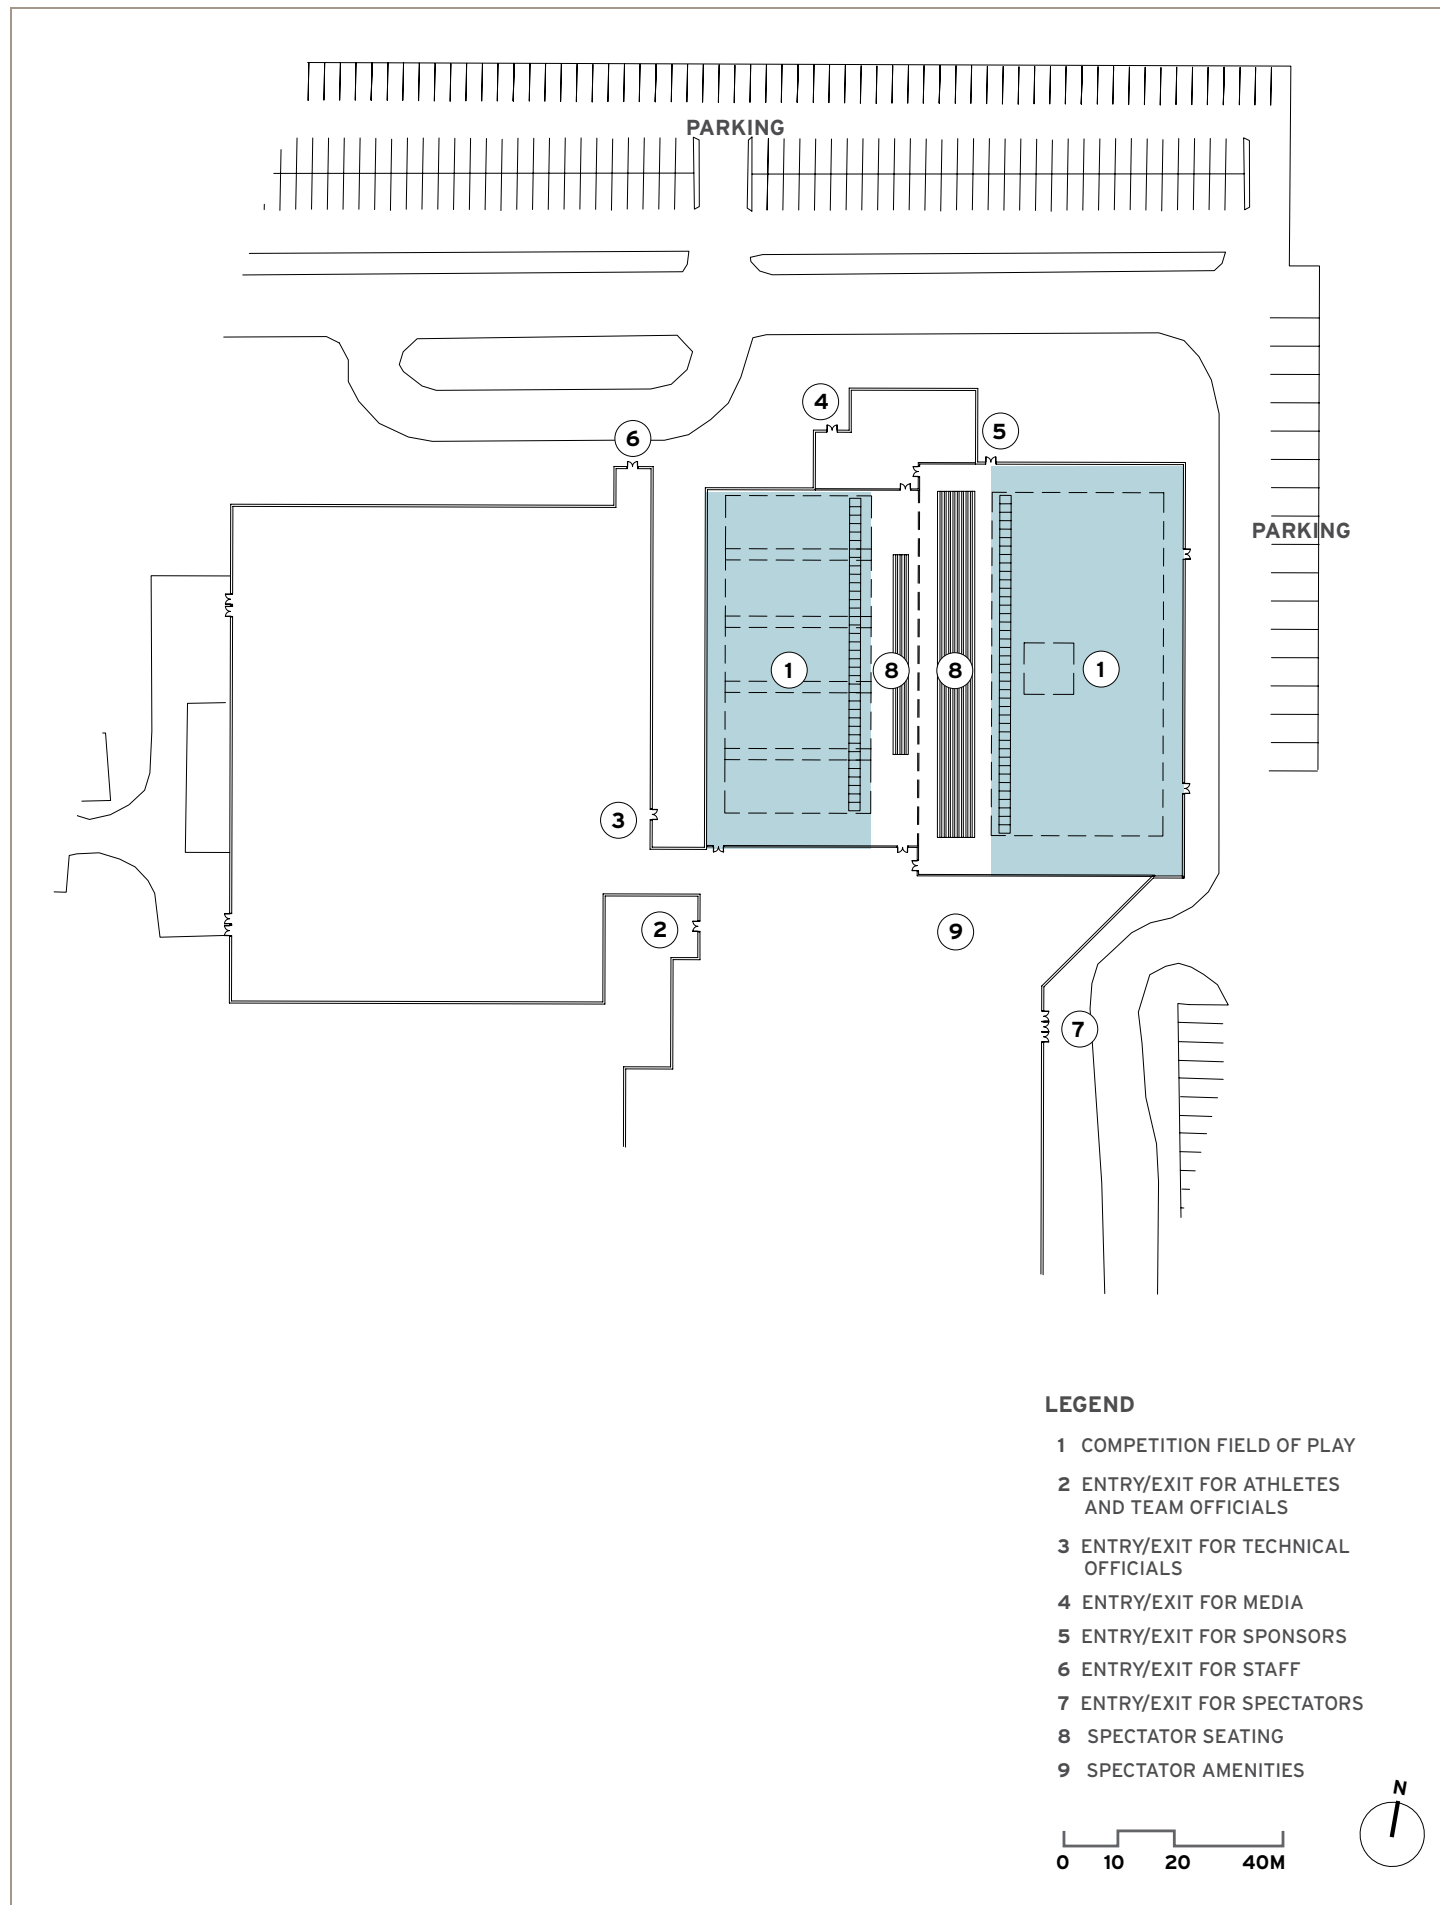 PARKING
4
5
6
PARKING
1
8
8
1
3
2
9
7
LEGEND
1 COMPETITION FIELD OF PLAY
2 ENTRY/EXIT FOR ATHLETES
AND TEAM OFFICIALS
3 ENTRY/EXIT FOR TECHNICAL
OFFICIALS
4 ENTRY/EXIT FOR MEDIA
5 ENTRY/EXIT FOR SPONSORS
6 ENTRY/EXIT FOR STAFF
7 ENTRY/EXIT FOR SPECTATORS
8 SPECTATOR SEATING
9 SPECTATOR AMENITIES
N
0 10 20 40M